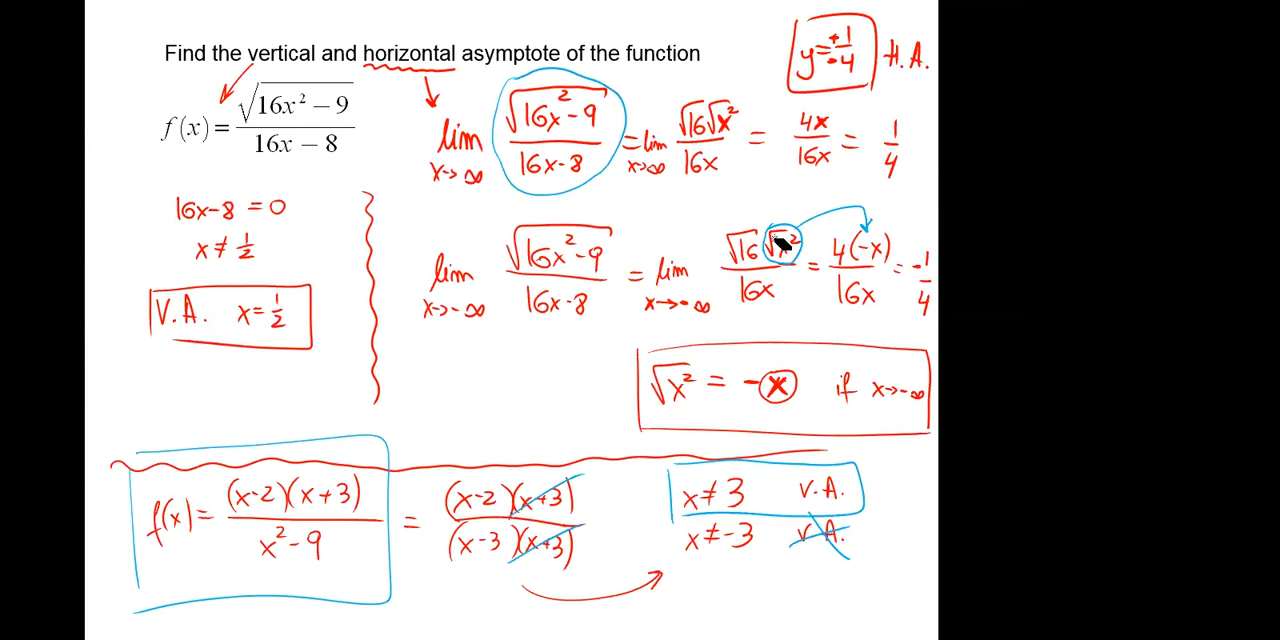 Find the vertical and horizontal asymptote of the function
y = ±1/4 H.A.
f(x) = √(16x² − 9) / (16x − 8)
lim x→∞ √(16x² - 9) / (16x - 8) = lim x→∞ √16 √x² / 16x = 4x / 16x = 1/4
16x - 8 = 0
x ≠ 1/2
V.A. x = 1/2
lim x→-∞ √(16x² - 9) / (16x - 8) = lim x→-∞ √16 √x² / 16x = 4(-x) / 16x = -1/4
√x² = -x if x→-∞
f(x) = (x-2)(x+3) / (x² - 9) = (x-2)(x+3) / (x-3)(x+3)
x ≠ 3 V.A.
x ≠ -3 V.A.